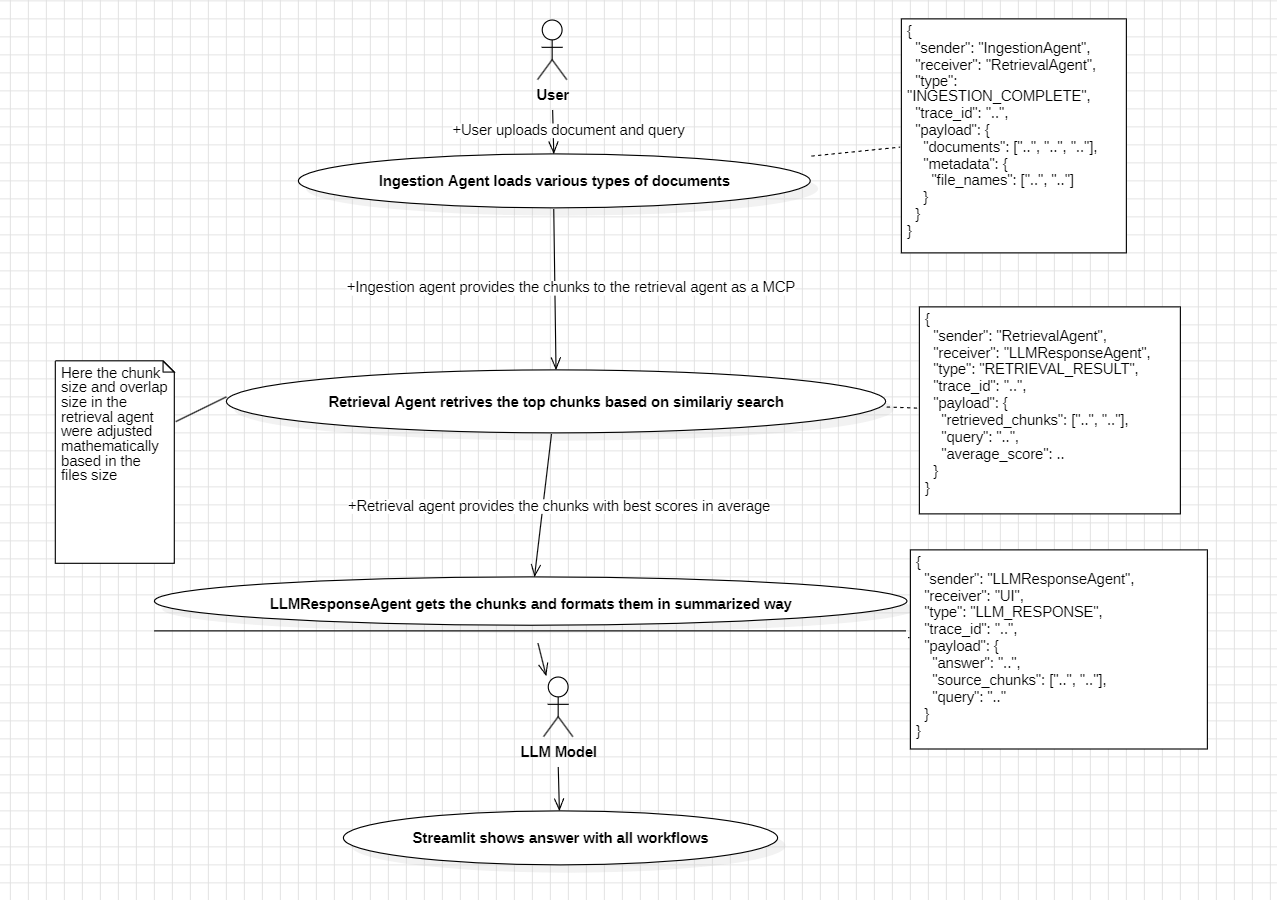 User
+User uploads document and query
Ingestion Agent loads various types of documents
{
"sender": "IngestionAgent",
"receiver": "RetrievalAgent",
"type":
"INGESTION_COMPLETE",
"trace_id": "..",
"payload": {
"documents": ["..", "..", ".."],
"metadata": {
"file_names": ["..", ".."]
}
}
}
+Ingestion agent provides the chunks to the retrieval agent as a MCP
Here the chunk
size and overlap
size in the
retrieval agent
were adjusted
mathematically
based in the
files size
Retrieval Agent retrives the top chunks based on similariy search
{
"sender": "RetrievalAgent",
"receiver": "LLMResponseAgent",
"type": "RETRIEVAL_RESULT",
"trace_id": "..",
"payload": {
"retrieved_chunks": ["..", ".."],
"query": "..",
"average_score": ..
}
}
+Retrieval agent provides the chunks with best scores in average
LLMResponseAgent gets the chunks and formats them in summarized way
{
"sender": "LLMResponseAgent",
"receiver": "UI",
"type": "LLM_RESPONSE",
"trace_id": "..",
"payload": {
"answer": "..",
"source_chunks": ["..", ".."],
"query": ".."
}
}
LLM Model
Streamlit shows answer with all workflows